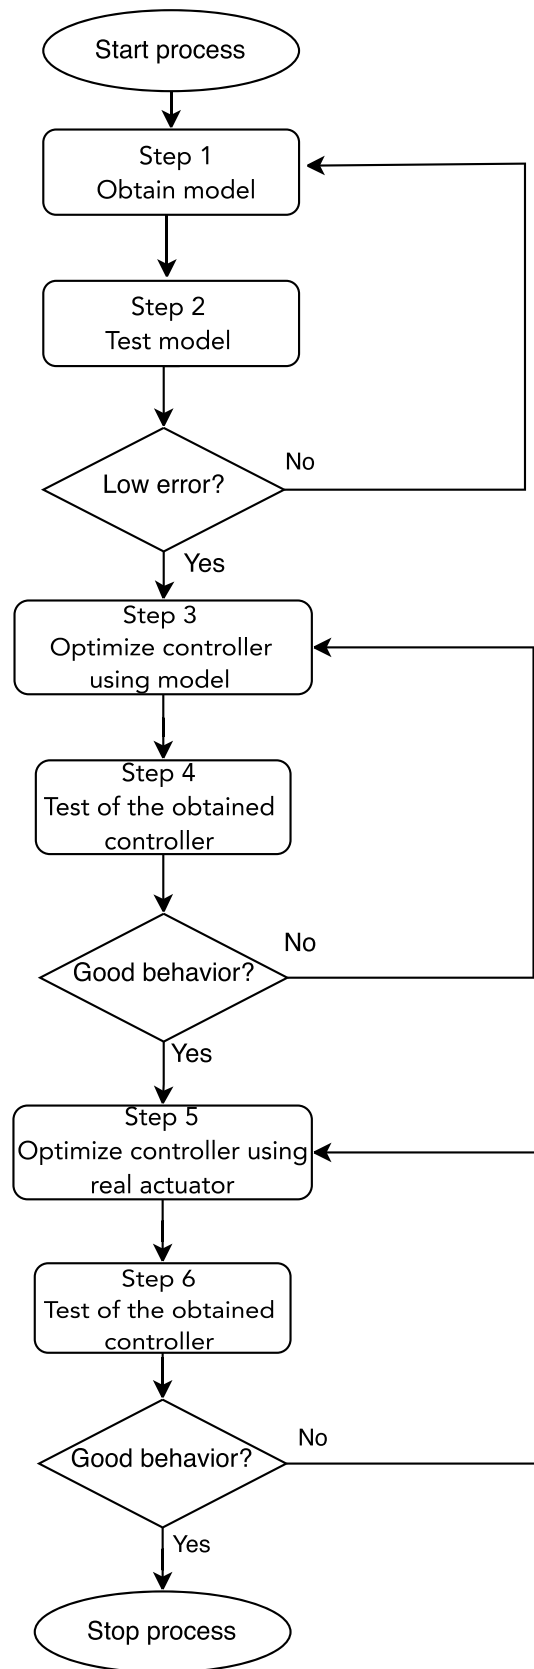 Start process
Step 1
Obtain model
Step 2
Test model
Low error?
No
Yes
Step 3
Optimize controller
using model
Step 4
Test of the obtained
controller
Good behavior?
No
Yes
Step 5
Optimize controller using
real actuator
Step 6
Test of the obtained
controller
Good behavior?
No
Yes
Stop process